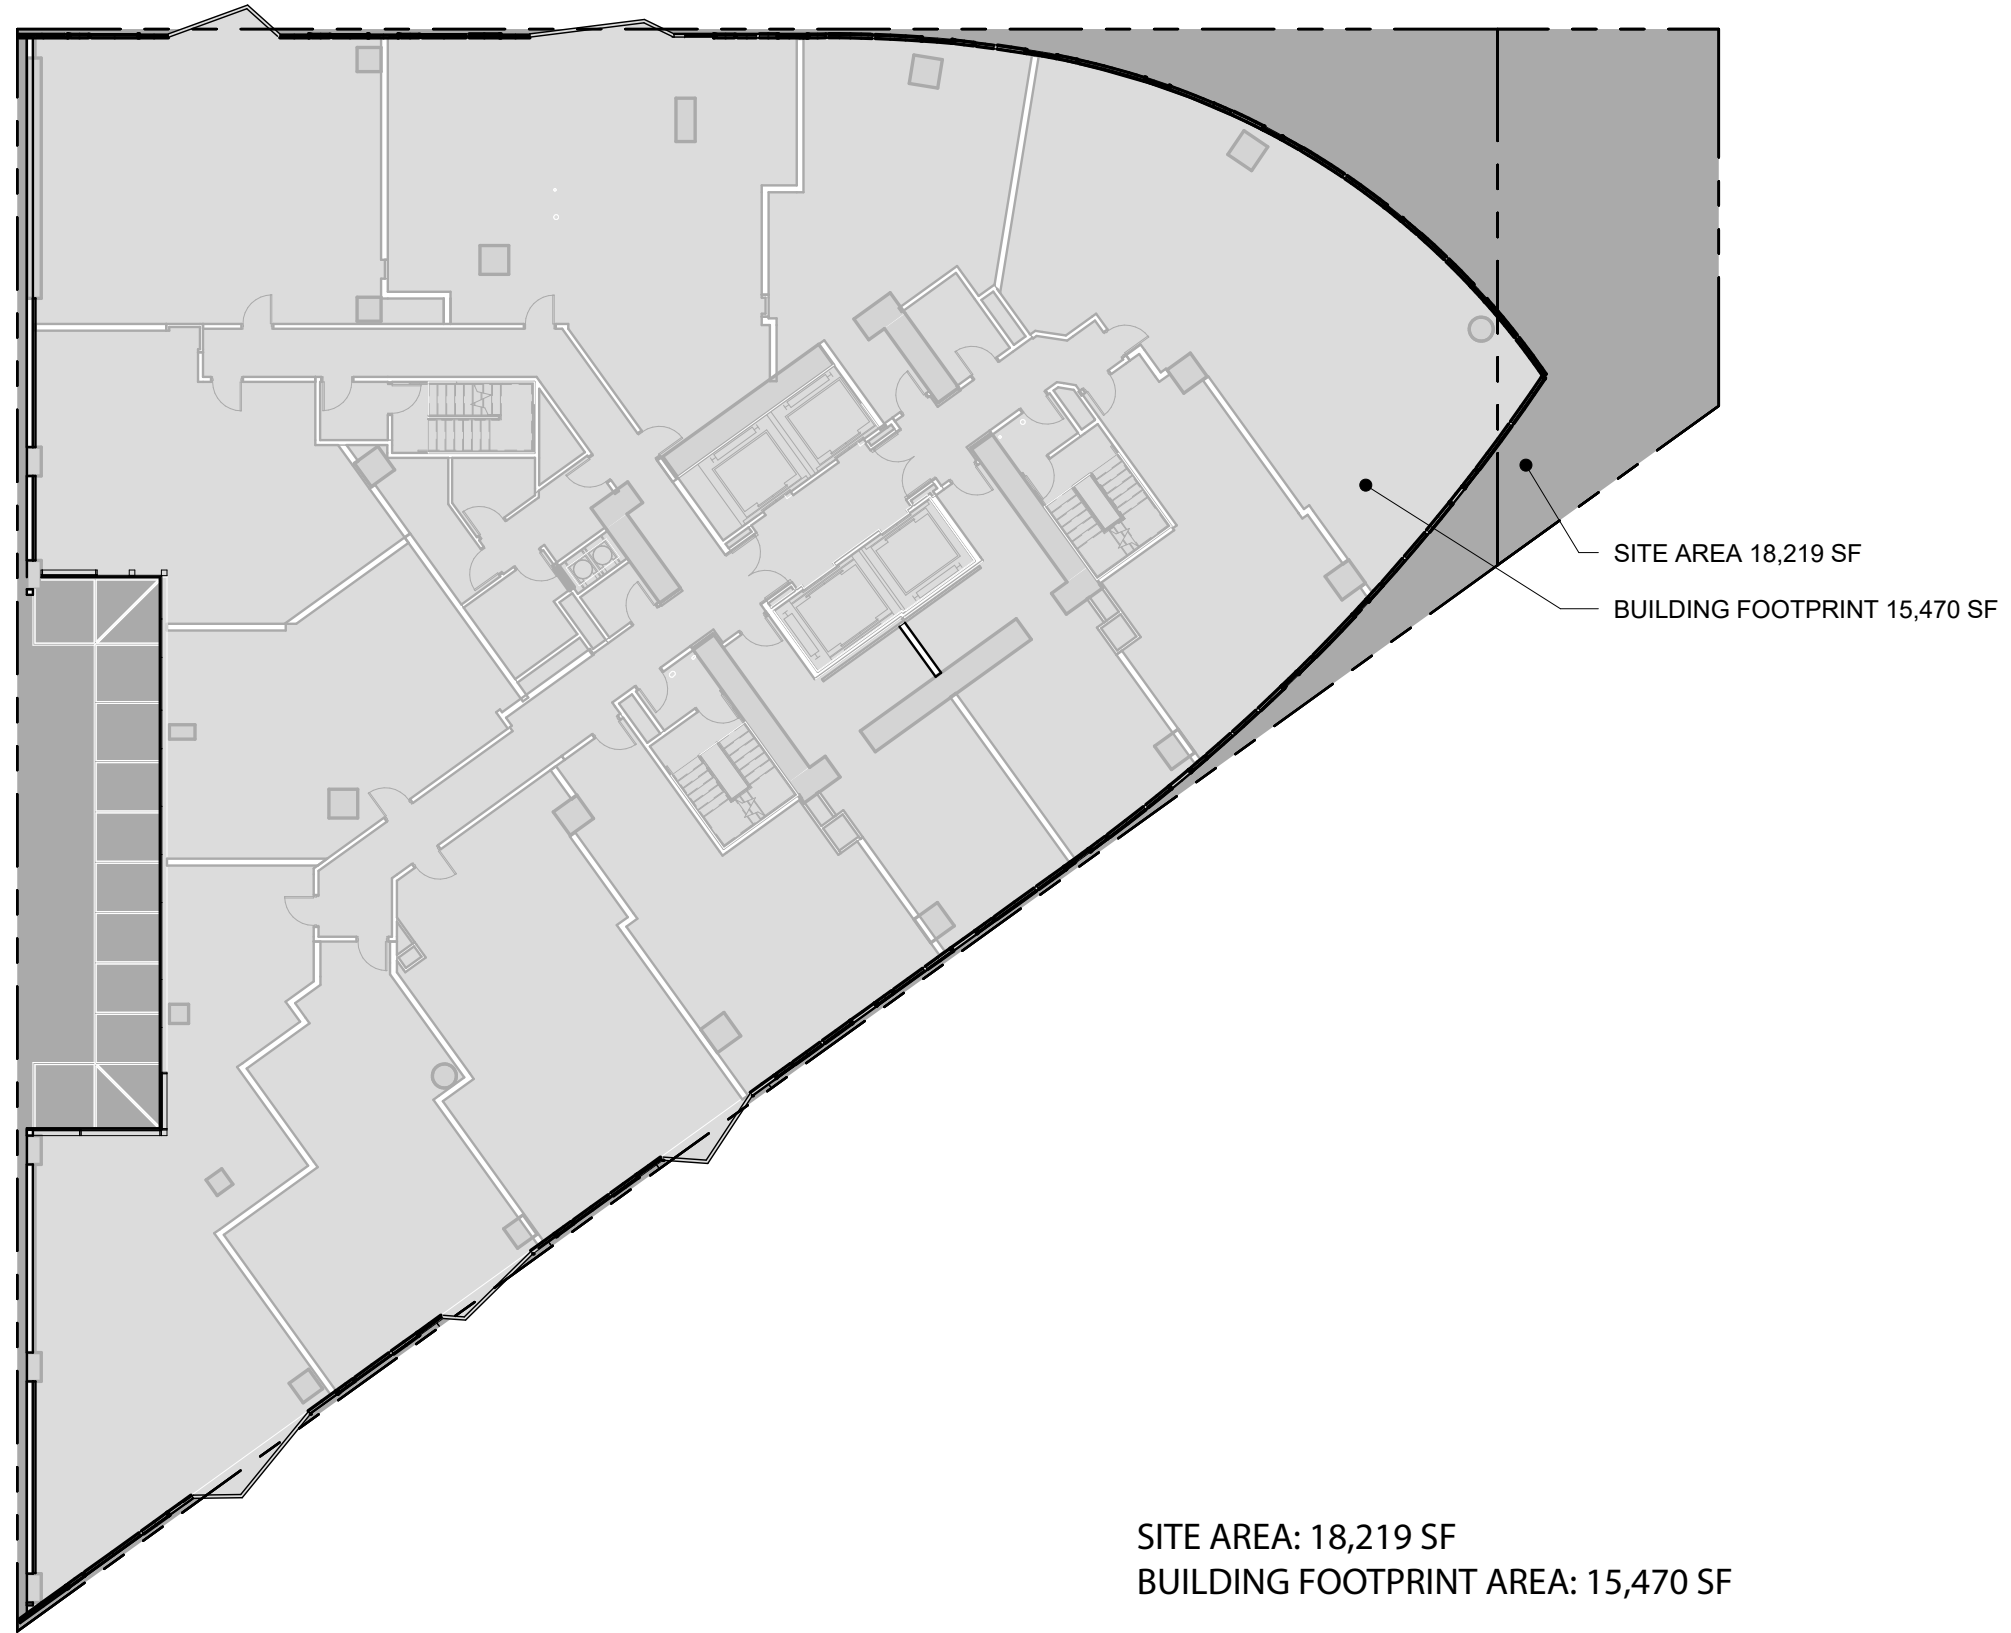 SITE AREA 18,219 SF
BUILDING FOOTPRINT 15,470 SF
SITE AREA: 18,219 SF
BUILDING FOOTPRINT AREA: 15,470 SF